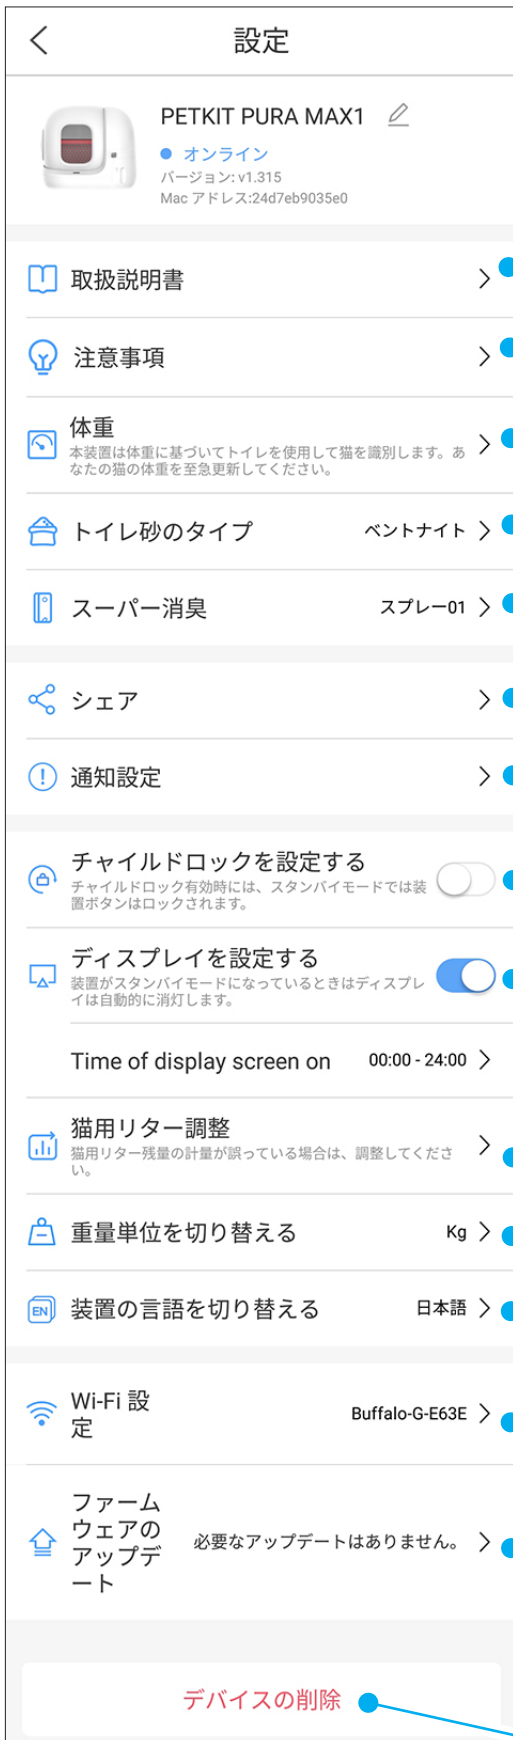 設定
PETKIT PURA MAX1
オンライン
バージョン: v1.315
Mac アドレス:24d7eb9035e0
取扱説明書
注意事項
体重
本装置は体重に基づいてトイレを使用して猫を識別します。あ
なたの猫の体重を至急更新してください。
トイレ砂のタイプ ベントナイト
スーパー消臭 スプレー01
シェア
通知設定
チャイルドロックを設定する
チャイルドロック有効時には、スタンバイモードでは装
置ボタンはロックされます。
ディスプレイを設定する
装置がスタンバイモードになっているときはディスプレ
イは自動的に消灯します。
Time of display screen on 00:00 - 24:00
猫用リター調整
猫用リター残量の計量が誤っている場合は、調整してくださ
い。
重量単位を切り替える Kg
EN 装置の言語を切り替える 日本語
Wi-Fi 設
定
Buffalo-G-E63E
ファーム
ウェアの
アップデ
ート
必要なアップデートはありません。
デバイスの削除